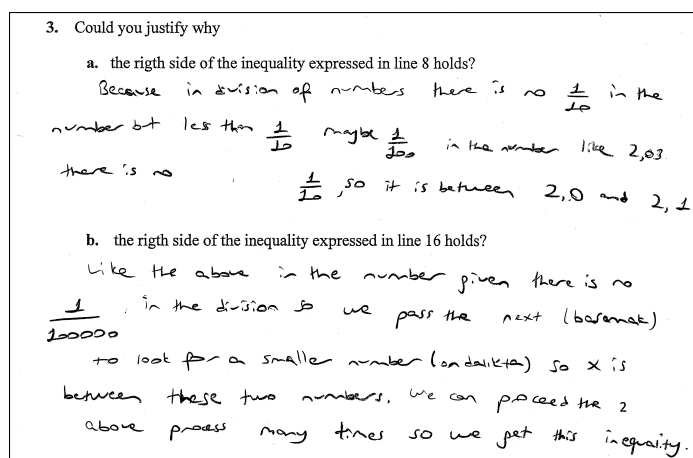 3. Could you justify why
a. the rigth side of the inequality expressed in line 8 holds?
Because in division of numbers there is no 1/10 in the
number but les than 1/10 maybe 1/100 in the number like 2,03
there is no 1/10, so it is between 2,0 and 2,1
b. the rigth side of the inequality expressed in line 16 holds?
Like the above in the number given there is no
1/100000 in the division so we pass the next (basamak)
to look for a smaller number (ondalıkta) so x is
between these two numbers. We can proceed the 2
above process many times so we get this inequality.